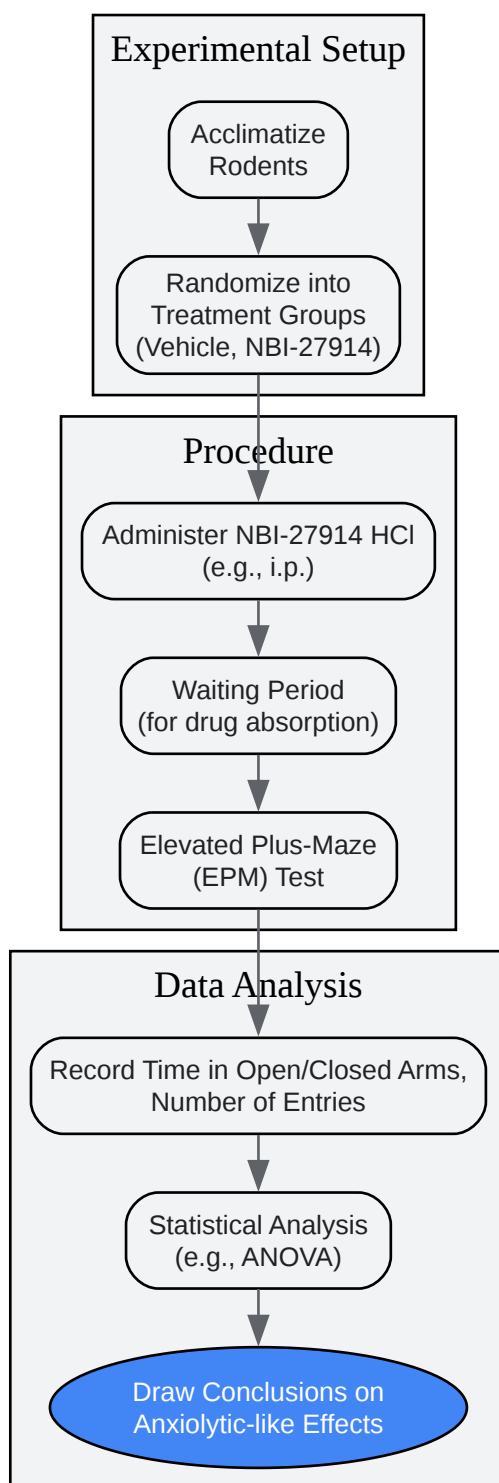 Experimental Setup
Acclimatize
Rodents
Randomize into
Treatment Groups
(Vehicle, NBI-27914)
Procedure
Administer NBI-27914 HCl
(e.g., i.p.)
Waiting Period
(for drug absorption)
Elevated Plus-Maze
(EPM) Test
Data Analysis
Record Time in Open/Closed Arms,
Number of Entries
Statistical Analysis
(e.g., ANOVA)
Draw Conclusions on
Anxiolytic-like Effects